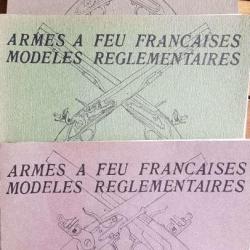 ARMES A FEU FRANCAISES
MODELES REGLEMENTAIRES
ARMES A FEU FRANCAISES
MODELES REGLEMENTAIRES